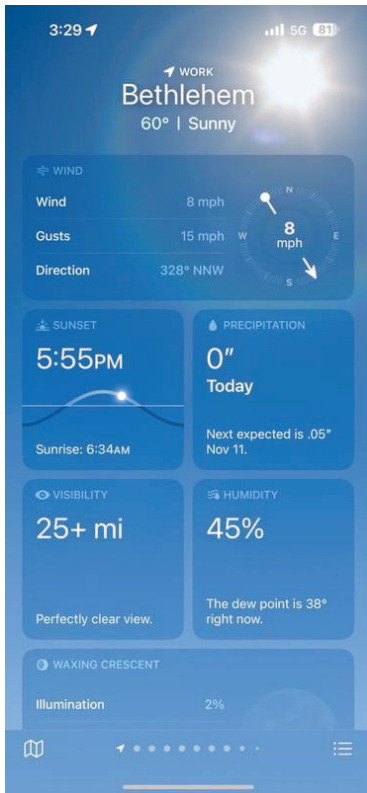 3:29
5G 81
WORK
Bethlehem
60° | Sunny
WIND
Wind 8 mph
Gusts 15 mph
Direction 328° NNW
N
W E
S
8
mph
SUNSET
5:55PM
Sunrise: 6:34AM
PRECIPITATION
0"
Today
Next expected is .05"
Nov 11.
VISIBILITY
25+ mi
Perfectly clear view.
HUMIDITY
45%
The dew point is 38°
right now.
WAXING CRESCENT
Illumination 2%